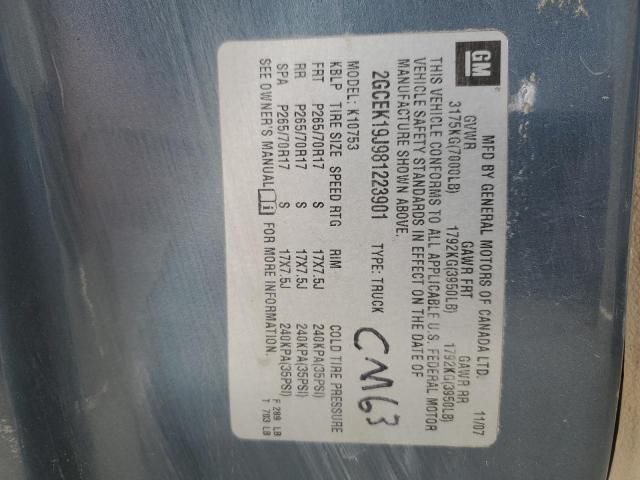 GM
MFD BY GENERAL MOTORS OF CANADA LTD. 11/07
GVWR GAWR FRT GAWR RR
3175KG(7000LB) 1792KG(3950LB) 1792KG(3950LB)
THIS VEHICLE CONFORMS TO ALL APPLICABLE U.S. FEDERAL MOTOR
VEHICLE SAFETY STANDARDS IN EFFECT ON THE DATE OF
MANUFACTURE SHOWN ABOVE.
2GCEK19J981223901 TYPE: TRUCK
CM63
MODEL: K10753
KBLP TIRE SIZE SPEED RTG RIM COLD TIRE PRESSURE
FRT P265/70R17 S 17X7.5J 240KPA(35PSI)
RR P265/70R17 S 17X7.5J 240KPA(35PSI)
SPA P265/70R17 S 17X7.5J 240KPA(35PSI)
SEE OWNER'S MANUAL i FOR MORE INFORMATION.
F 289 LB
T 703 LB